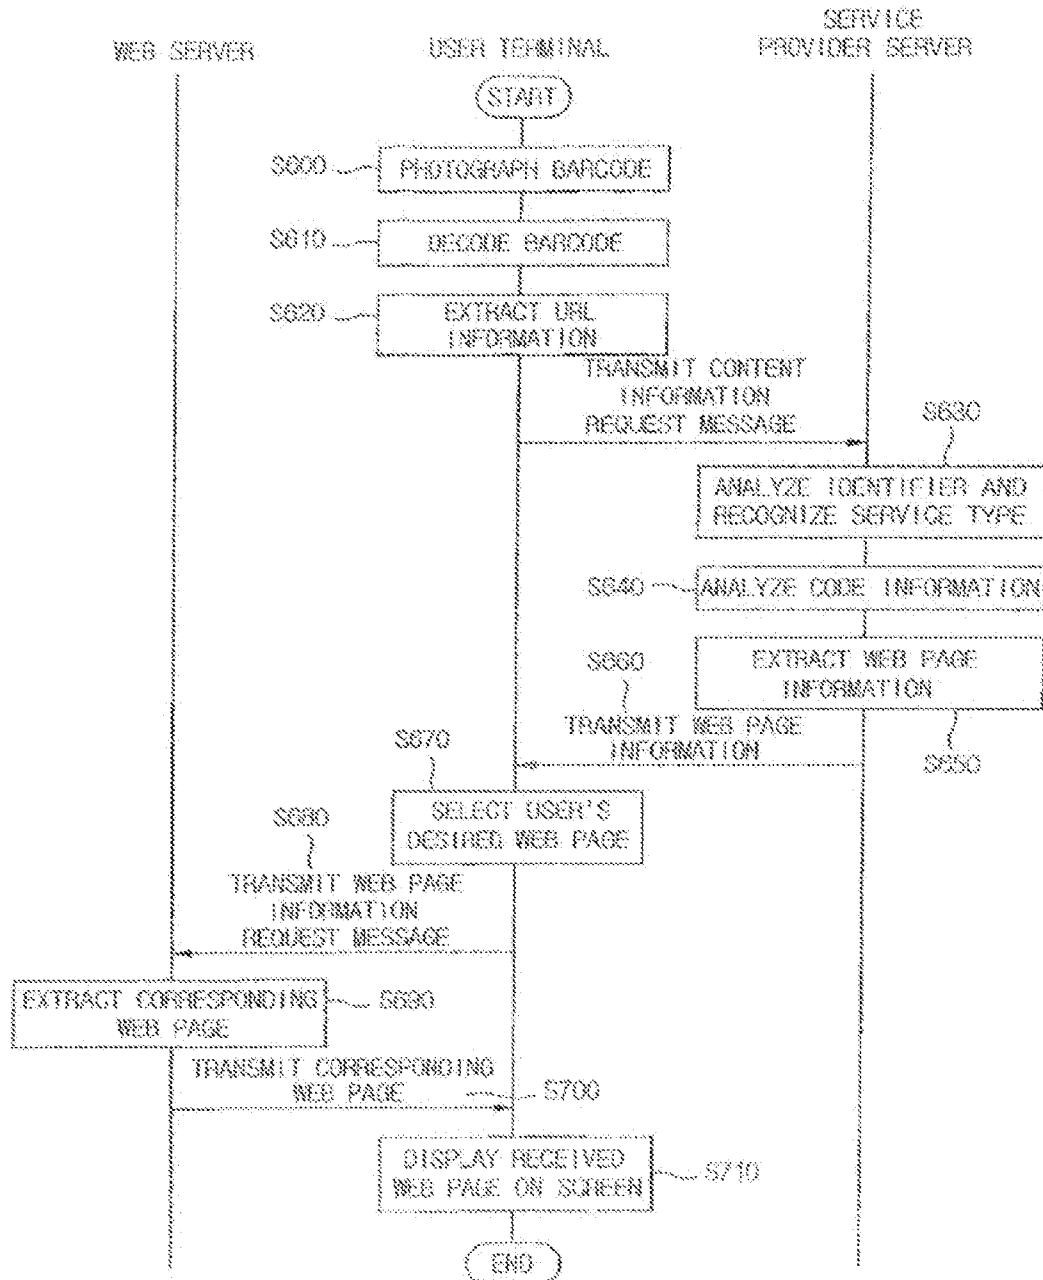 WEB SERVER
USER TERMINAL
SERVICE
PROVIDER SERVER
START
S600
PHOTOGRAPH BARCODE
S610
DECODE BARCODE
S620
EXTRACT URL
INFORMATION
TRANSMIT CONTENT
INFORMATION
REQUEST MESSAGE
S630
ANALYZE IDENTIFIER AND
RECOGNIZE SERVICE TYPE
S640
ANALYZE CODE INFORMATION
EXTRACT WEB PAGE
INFORMATION
S650
S660
TRANSMIT WEB PAGE
INFORMATION
S670
SELECT USER'S
DESIRED WEB PAGE
S680
TRANSMIT WEB PAGE
INFORMATION
REQUEST MESSAGE
EXTRACT CORRESPONDING
WEB PAGE
S690
TRANSMIT CORRESPONDING
WEB PAGE
S700
DISPLAY RECEIVED
WEB PAGE ON SCREEN
S710
END